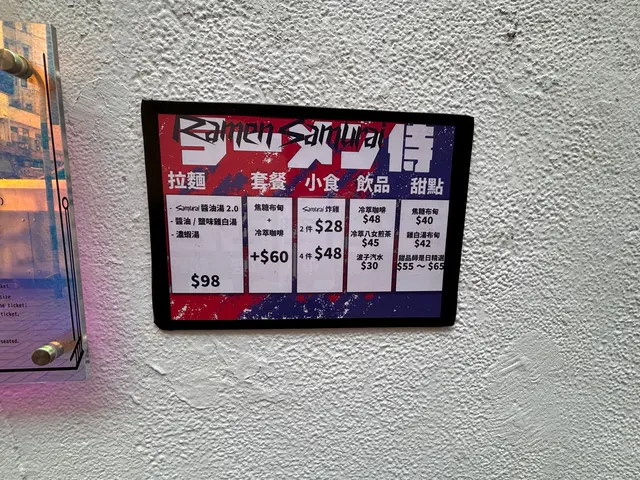 ラーメン侍
Ramen Samurai
拉麵
- Samurai 醬油湯 2.0
- 醬油 / 鹽味雞白湯
- 濃蝦湯
$98
套餐
焦糖布甸
+
冷萃咖啡
+$60
小食
Samurai 炸雞
2 件 $28
4 件 $48
飲品
冷萃咖啡
$48
冷萃八女煎茶
$45
波子汽水
$30
甜點
焦糖布甸
$40
雞白湯布甸
$42
甜品師是日精選
$55 ~ $65
ticket.